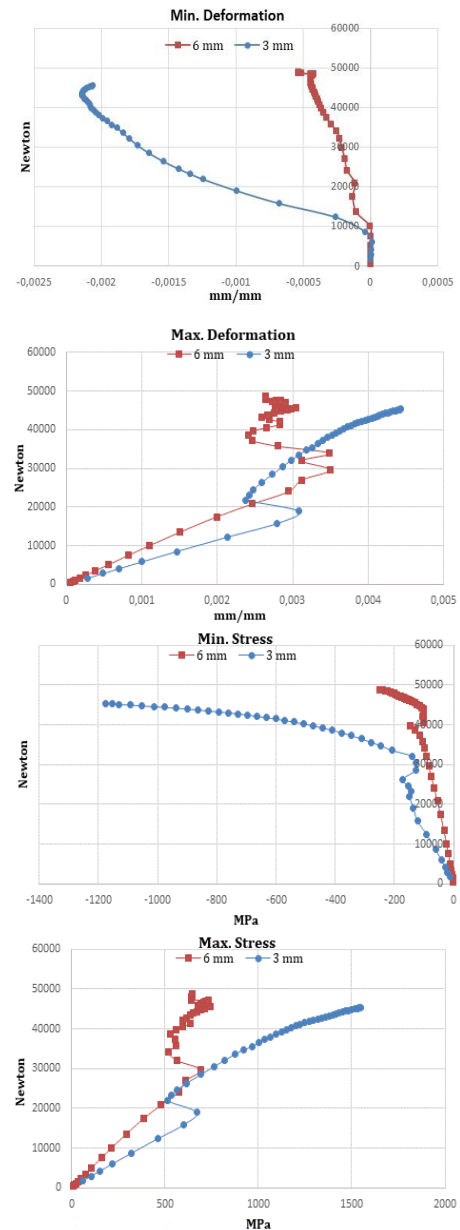 Min. Deformation
6 mm 3 mm
60000
50000
40000
30000
20000
10000
0
-0,0025 -0,002 -0,0015 -0,001 -0,0005 0 0,0005
Newton
mm/mm
Max. Deformation
6 mm 3 mm
60000
50000
40000
30000
20000
10000
0
0 0,001 0,002 0,003 0,004 0,005
Newton
mm/mm
Min. Stress
6 mm 3 mm
60000
50000
40000
30000
20000
10000
0
-1400 -1200 -1000 -800 -600 -400 -200 0
Newton
MPa
Max. Stress
6 mm 3 mm
60000
50000
40000
30000
20000
10000
0
0 500 1000 1500 2000
Newton
MPa